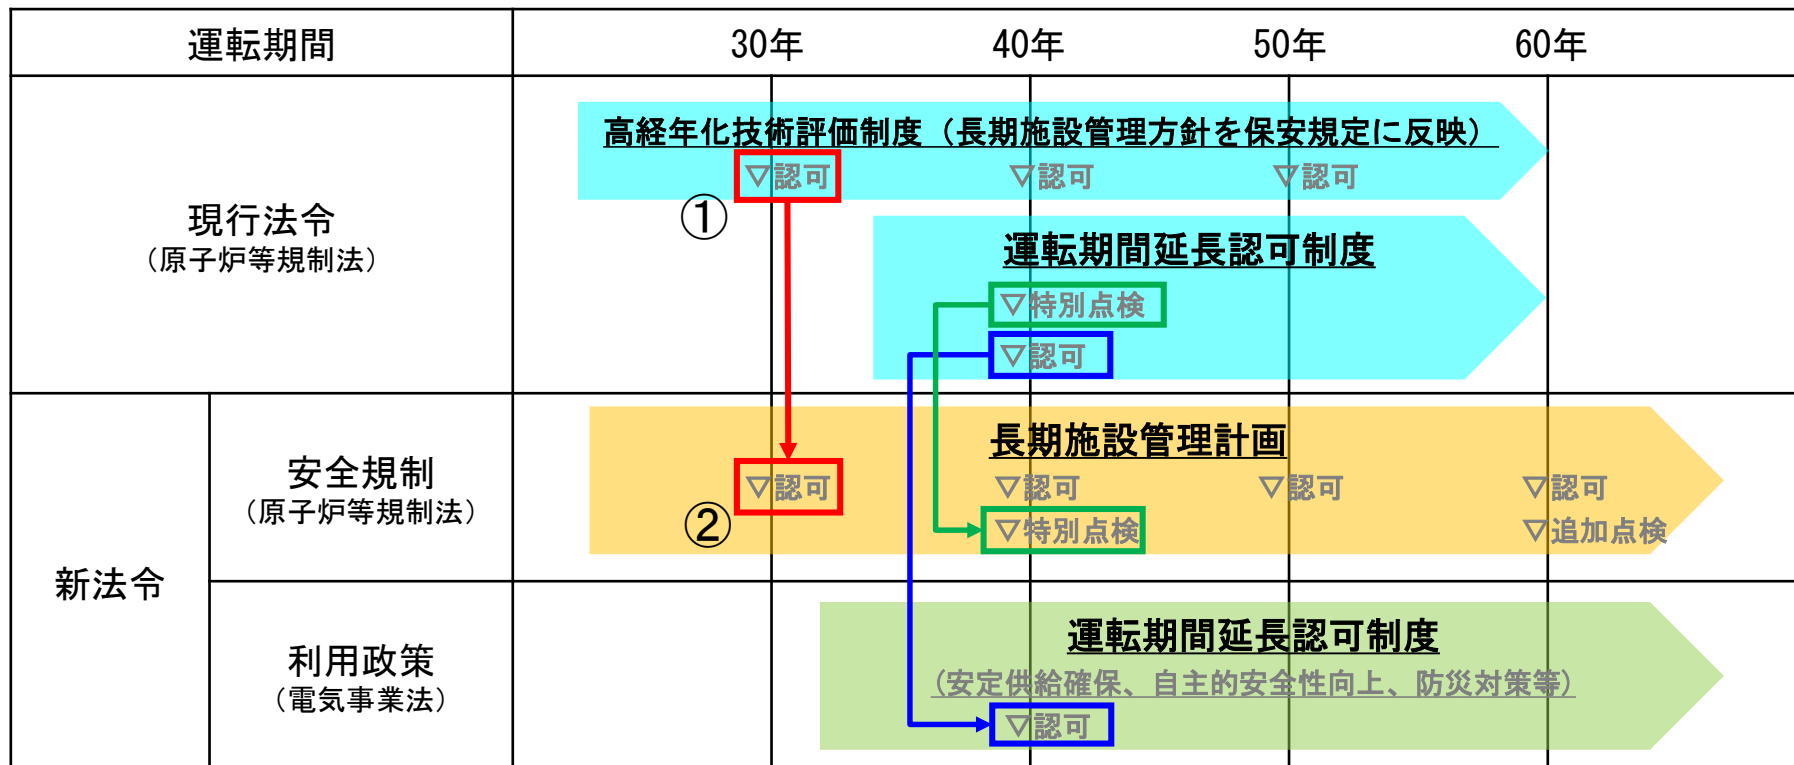 運転期間
30年
40年
50年
60年
現行法令
（原子炉等規制法）
高経年化技術評価制度（長期施設管理方針を保安規定に反映）
▽認可
▽認可
▽認可
①
運転期間延長認可制度
▽特別点検
▽認可
新法令
安全規制
（原子炉等規制法）
長期施設管理計画
▽認可
▽認可
▽認可
▽認可
②
▽特別点検
▽追加点検
利用政策
（電気事業法）
運転期間延長認可制度
（安定供給確保、自主的安全性向上、防災対策等）
▽認可